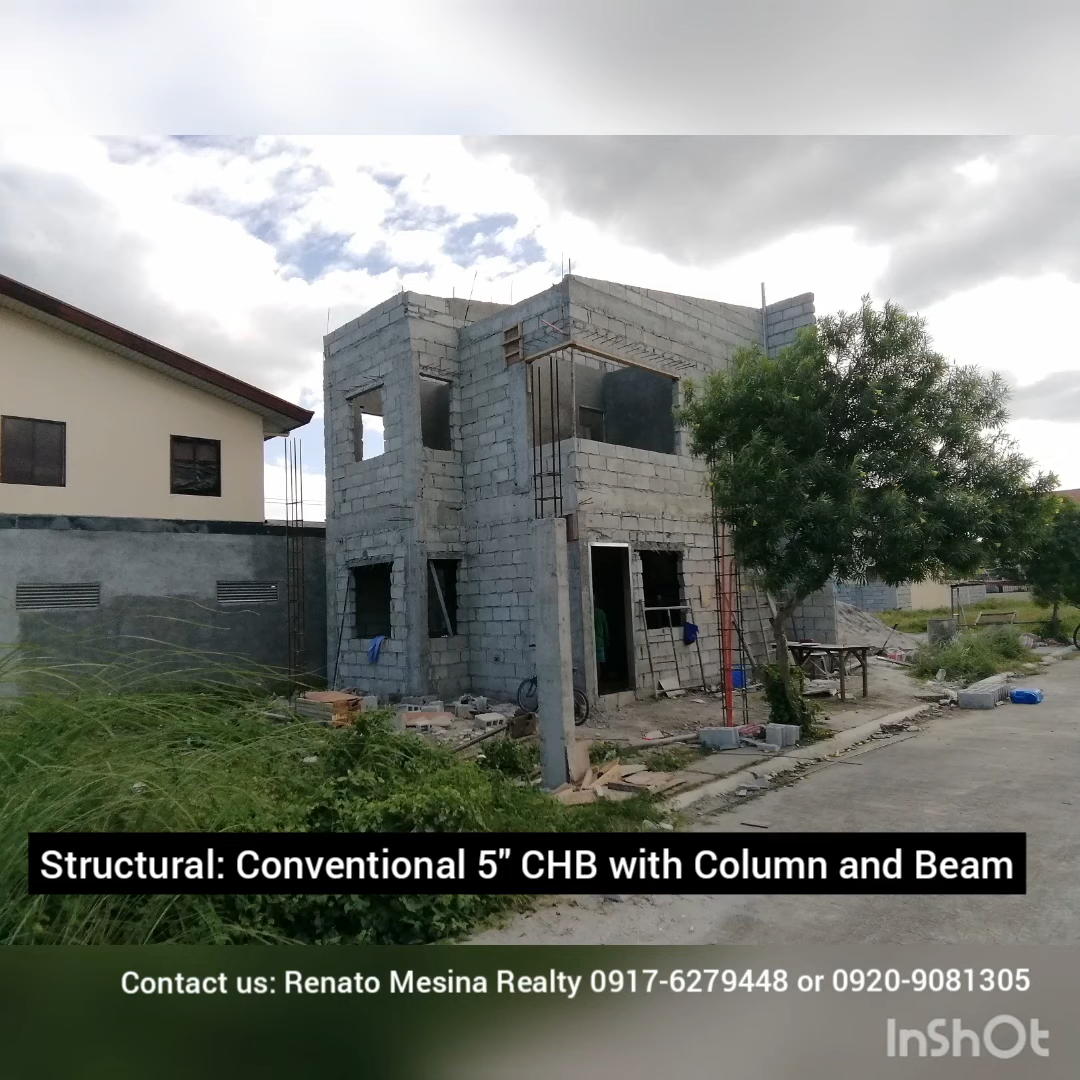 Structural: Conventional 5" CHB with Column and Beam
Contact us: Renato Mesina Realty 0917-6279448 or 0920-9081305
InShOt